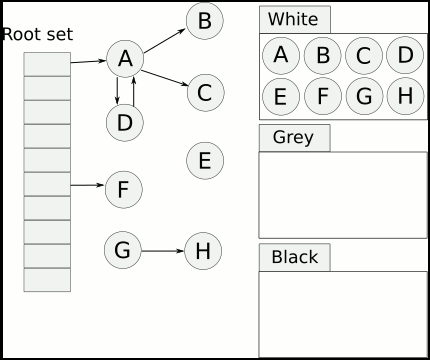 Root set
A
B
C
D
E
F
G
H
White
A B C D
E F G H
Grey
Black